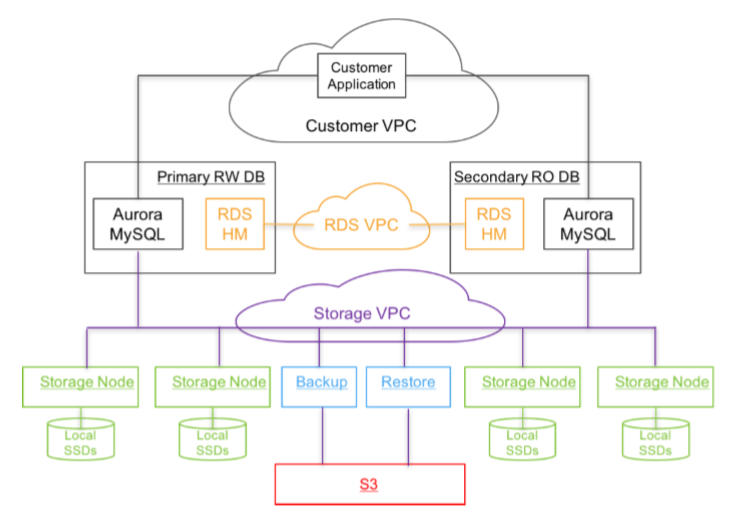 Customer
Application
Customer VPC
Primary RW DB
Secondary RO DB
Aurora
MySQL
RDS
HM
RDS VPC
RDS
HM
Aurora
MySQL
Storage VPC
Storage Node
Storage Node
Backup
Restore
Storage Node
Storage Node
Local
SSDs
Local
SSDs
Local
SSDs
Local
SSDs
S3